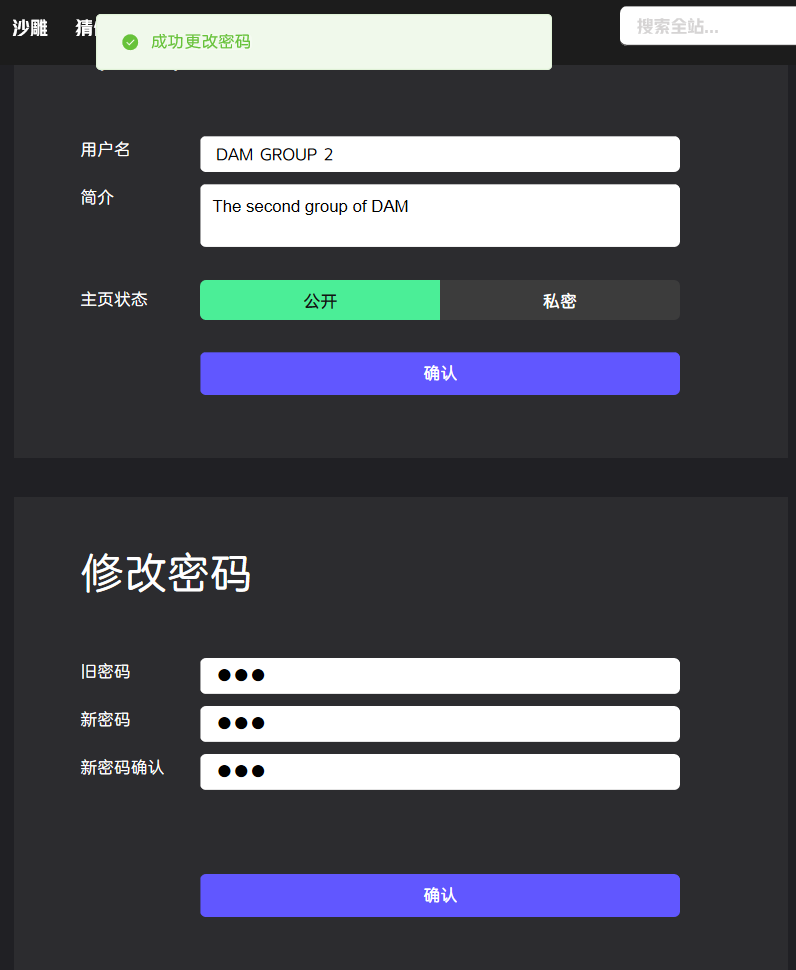 沙雕 猜
搜索全站...
成功更改密码
用户名 DAM GROUP 2
简介 The second group of DAM
主页状态 公开 私密
确认
修改密码
旧密码 ●●●
新密码 ●●●
新密码确认 ●●●
确认